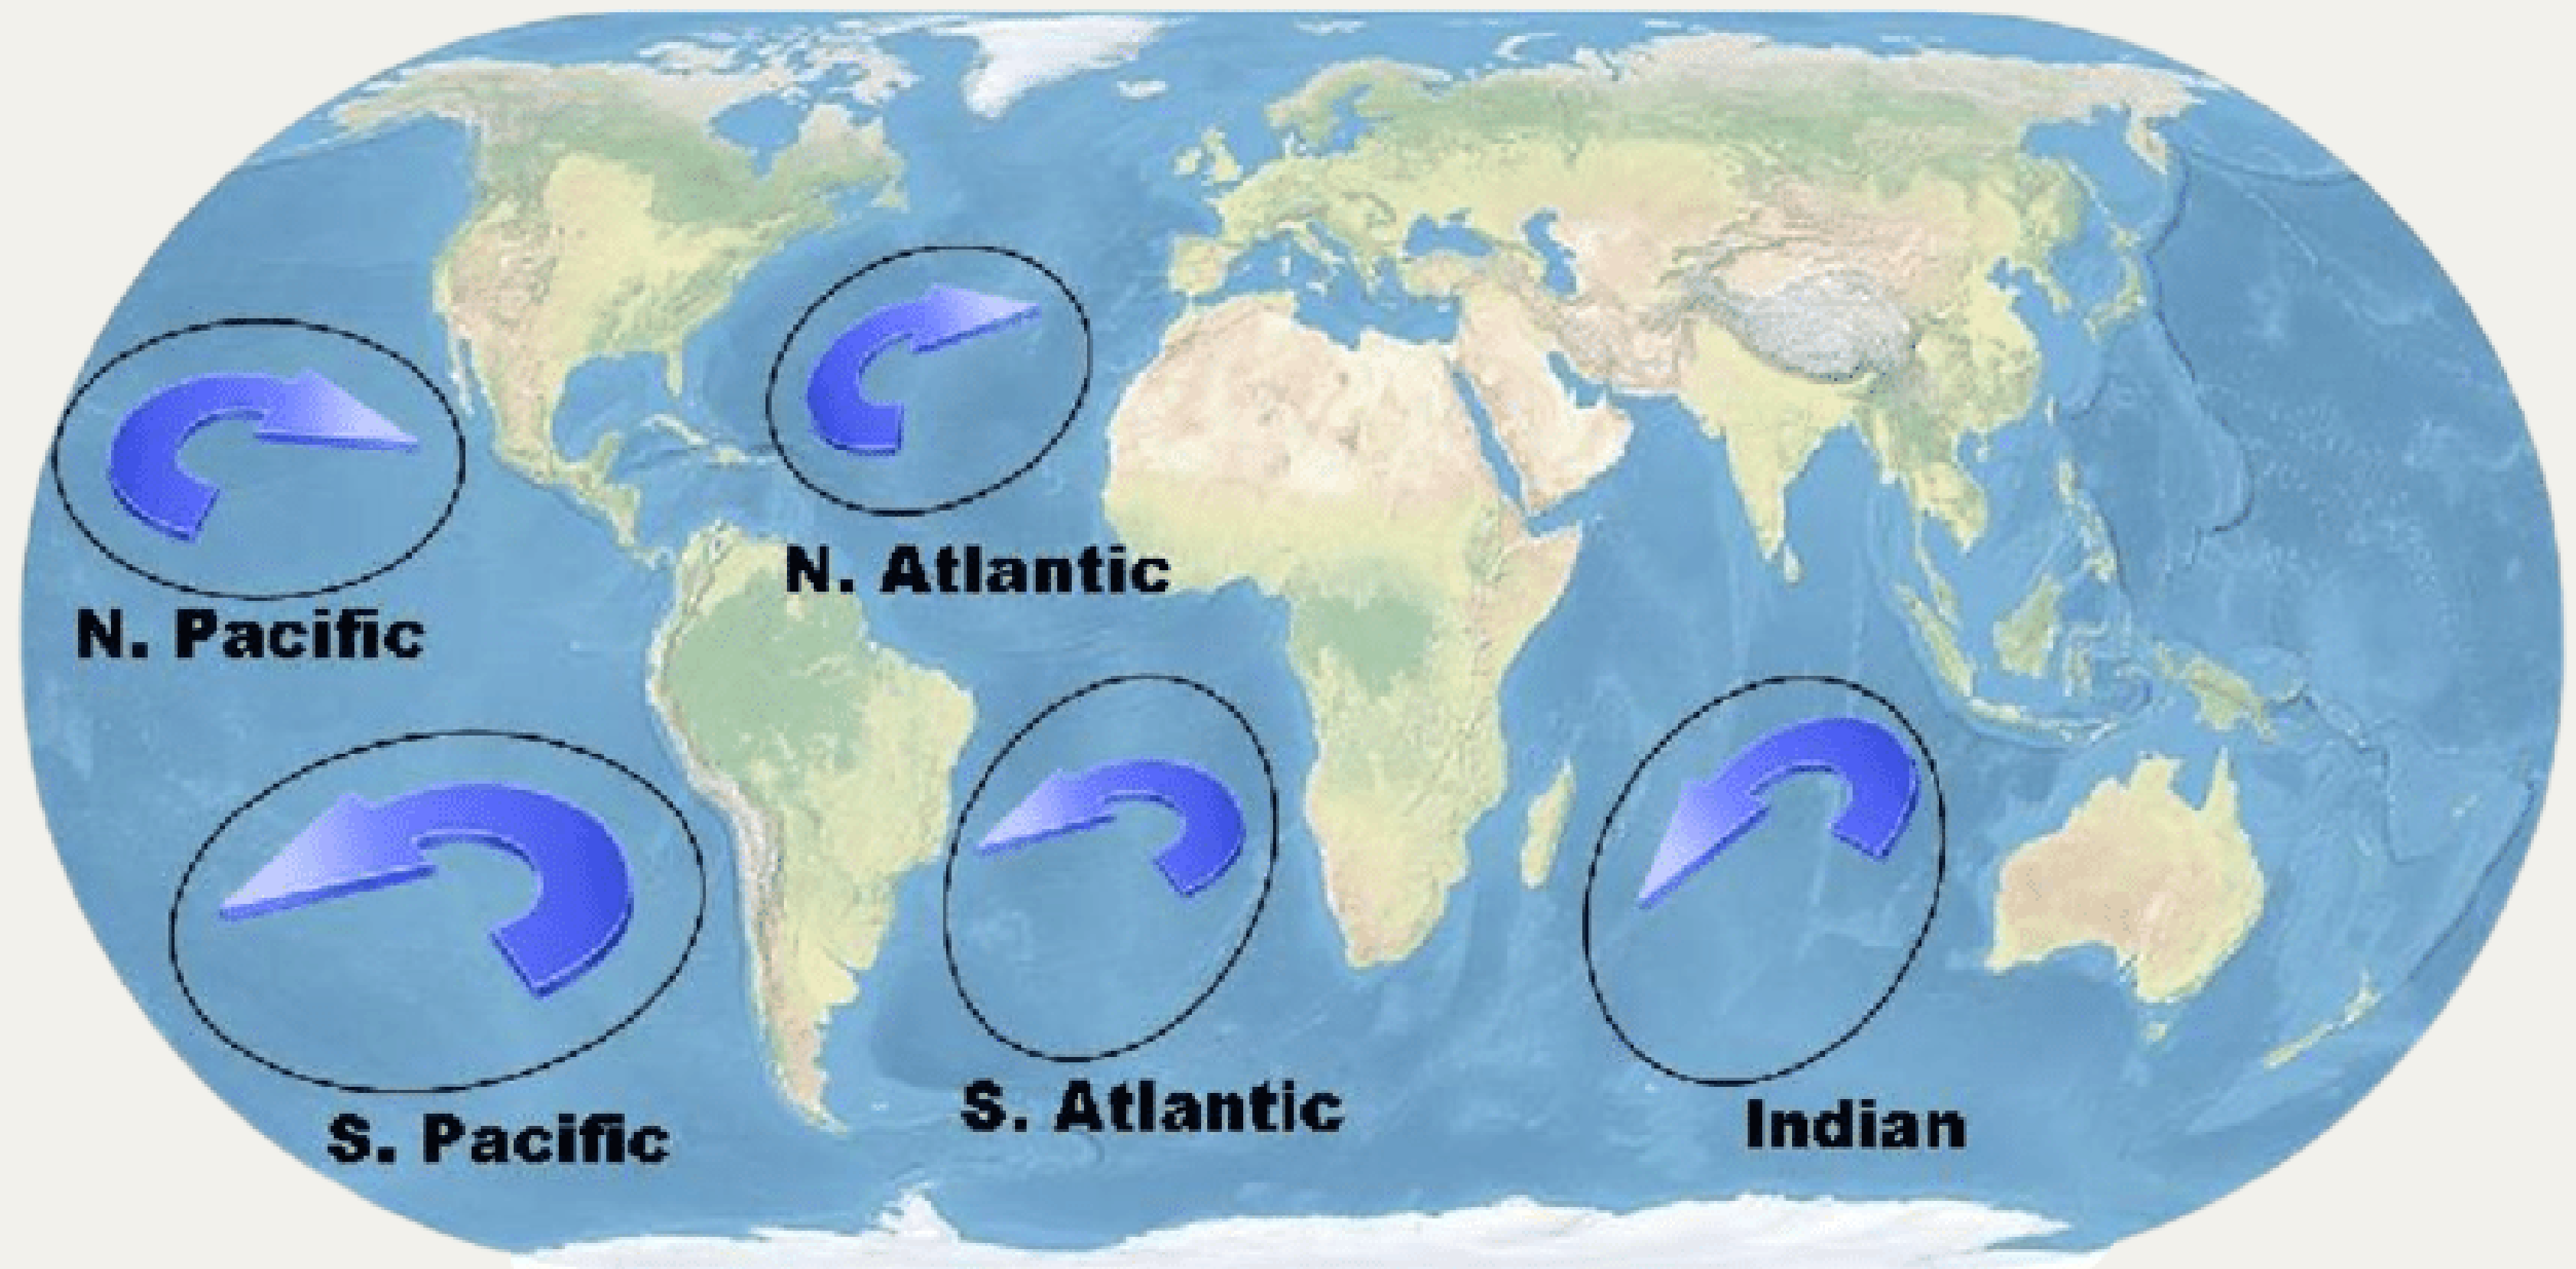 N. Atlantic
N. Pacific
S. Atlantic
Indian
S. Pacific